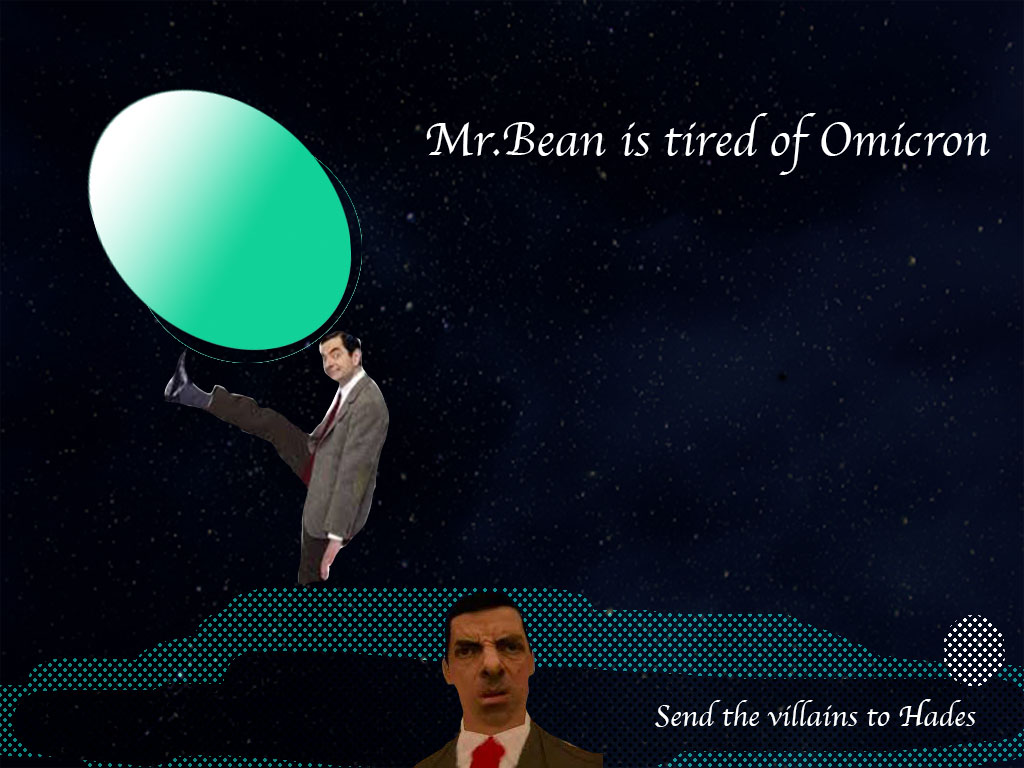 Mr.Bean is tired of Omicron
Send the villains to Hades